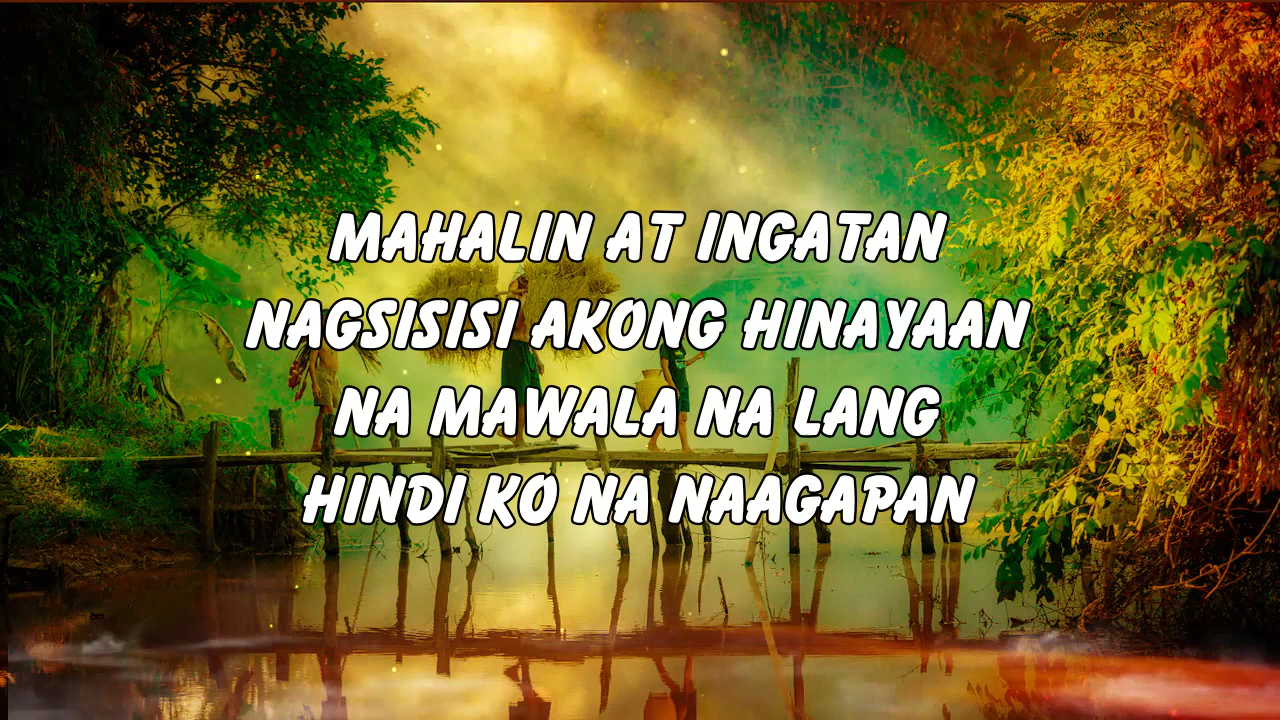 MAHALIN AT INGATAN
NAGSISISI AKONG HINAYAAN
NA MAWALA NA LANG
HINDI KO NA NAAGAPAN